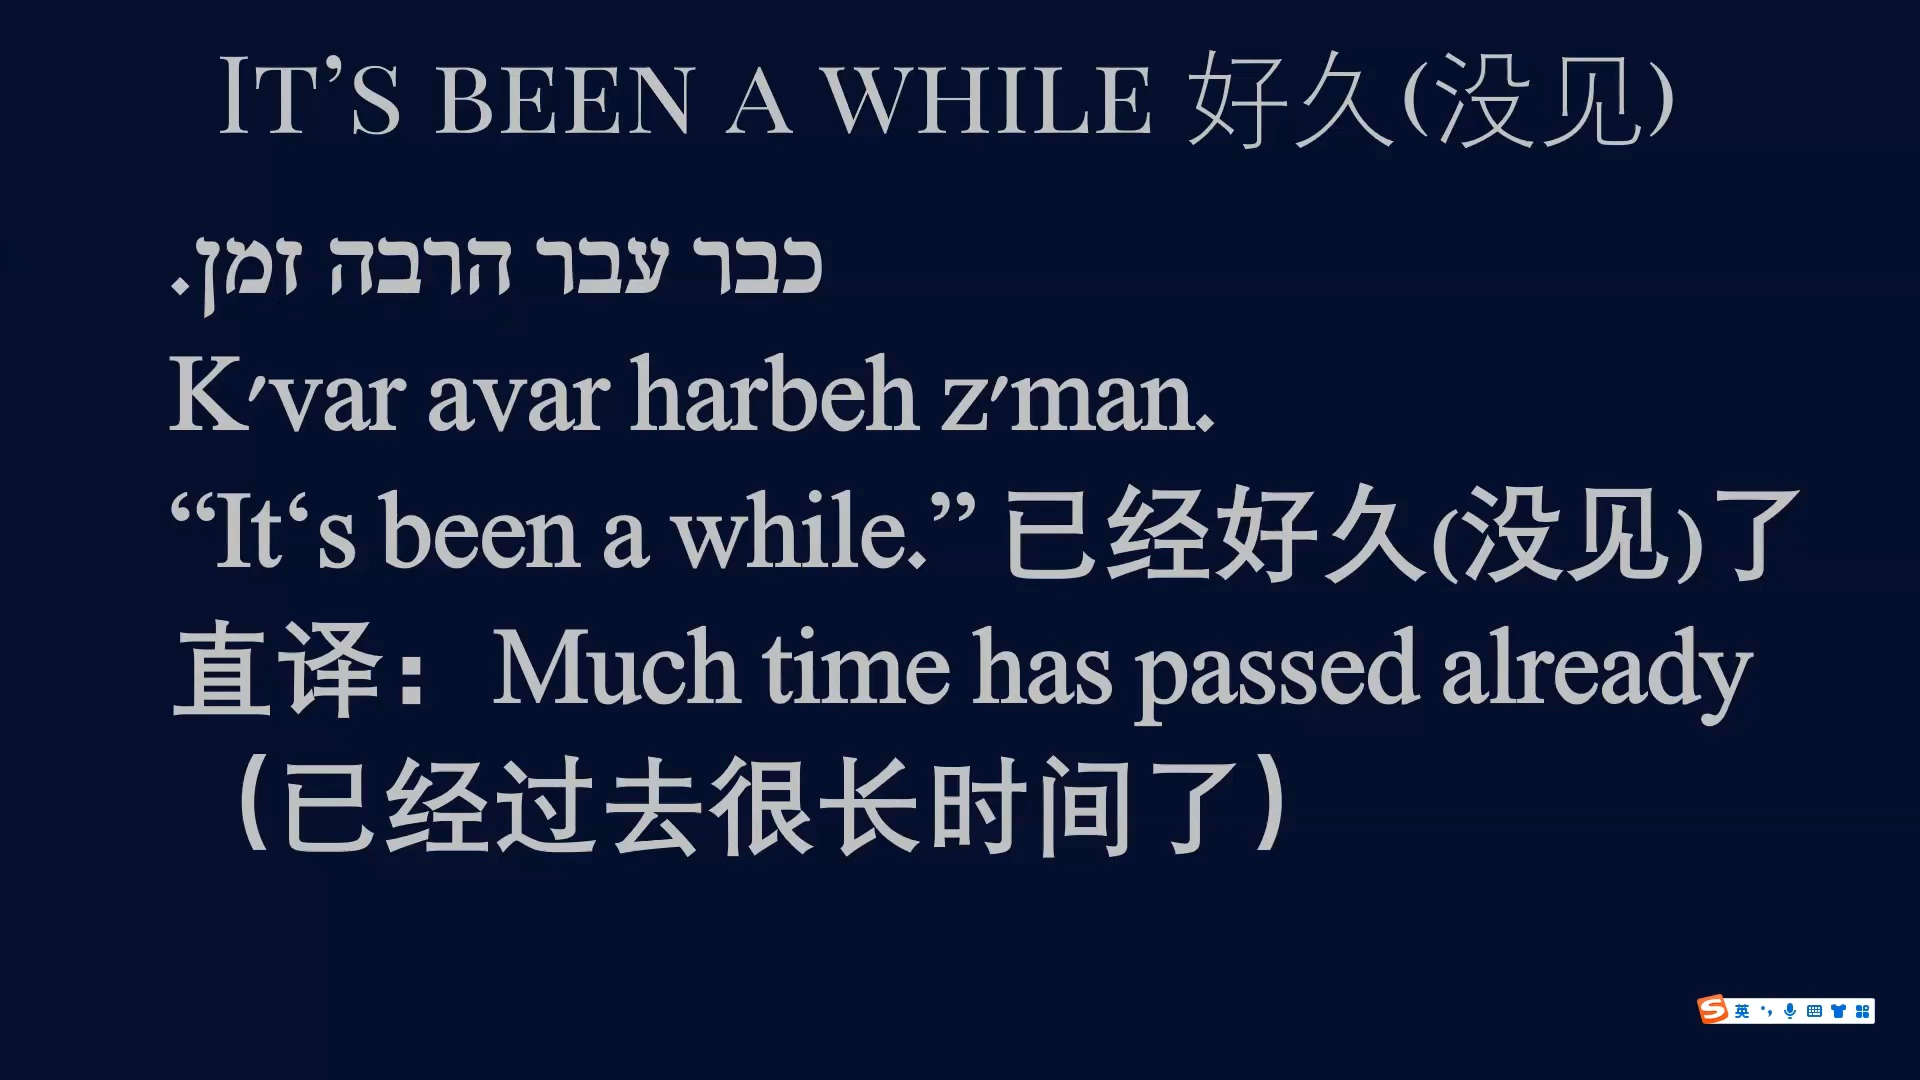 IT’S BEEN A WHILE 好久(没见)
כבר עבר הרבה זמן.
K′var avar harbeh z′man.
“It‘s been a while.” 已经好久(没见)了
直译：Much time has passed already
（已经过去很长时间了）
S 英